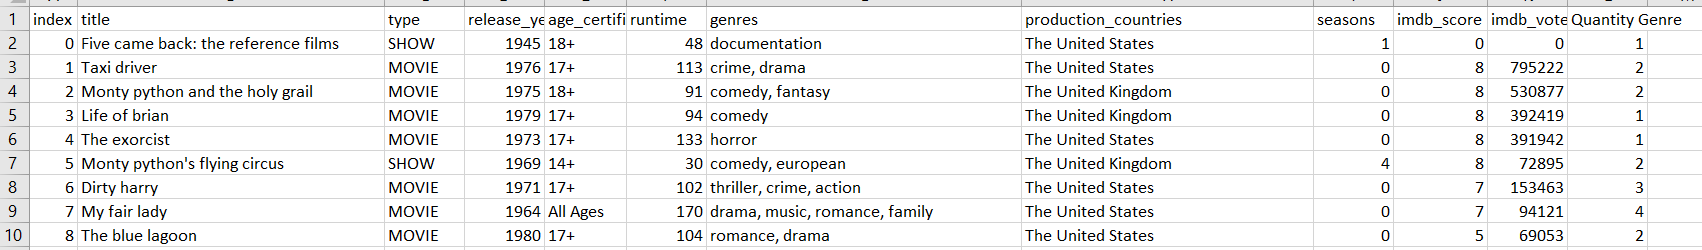 1 index title type release_ye age_certifi runtime genres production_countries seasons imdb_score imdb_vote Quantity Genre
2 0 Five came back: the reference films SHOW 1945 18+ 48 documentation The United States 1 0 0 1
3 1 Taxi driver MOVIE 1976 17+ 113 crime, drama The United States 0 8 795222 2
4 2 Monty python and the holy grail MOVIE 1975 18+ 91 comedy, fantasy The United Kingdom 0 8 530877 2
5 3 Life of brian MOVIE 1979 17+ 94 comedy The United Kingdom 0 8 392419 1
6 4 The exorcist MOVIE 1973 17+ 133 horror The United States 0 8 391942 1
7 5 Monty python's flying circus SHOW 1969 14+ 30 comedy, european The United Kingdom 4 8 72895 2
8 6 Dirty harry MOVIE 1971 17+ 102 thriller, crime, action The United States 0 7 153463 3
9 7 My fair lady MOVIE 1964 All Ages 170 drama, music, romance, family The United States 0 7 94121 4
10 8 The blue lagoon MOVIE 1980 17+ 104 romance, drama The United States 0 5 69053 2